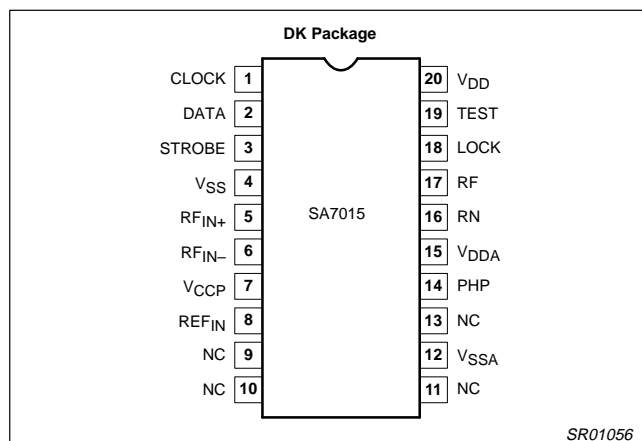 DK Package
CLOCK 1 20 VDD
DATA 2 19 TEST
STROBE 3 18 LOCK
VSS 4 17 RF
RFIN+ 5 SA7015 16 RN
RFIN– 6 15 VDDA
VCCP 7 14 PHP
REFIN 8 13 NC
NC 9 12 VSSA
NC 10 11 NC
SR01056